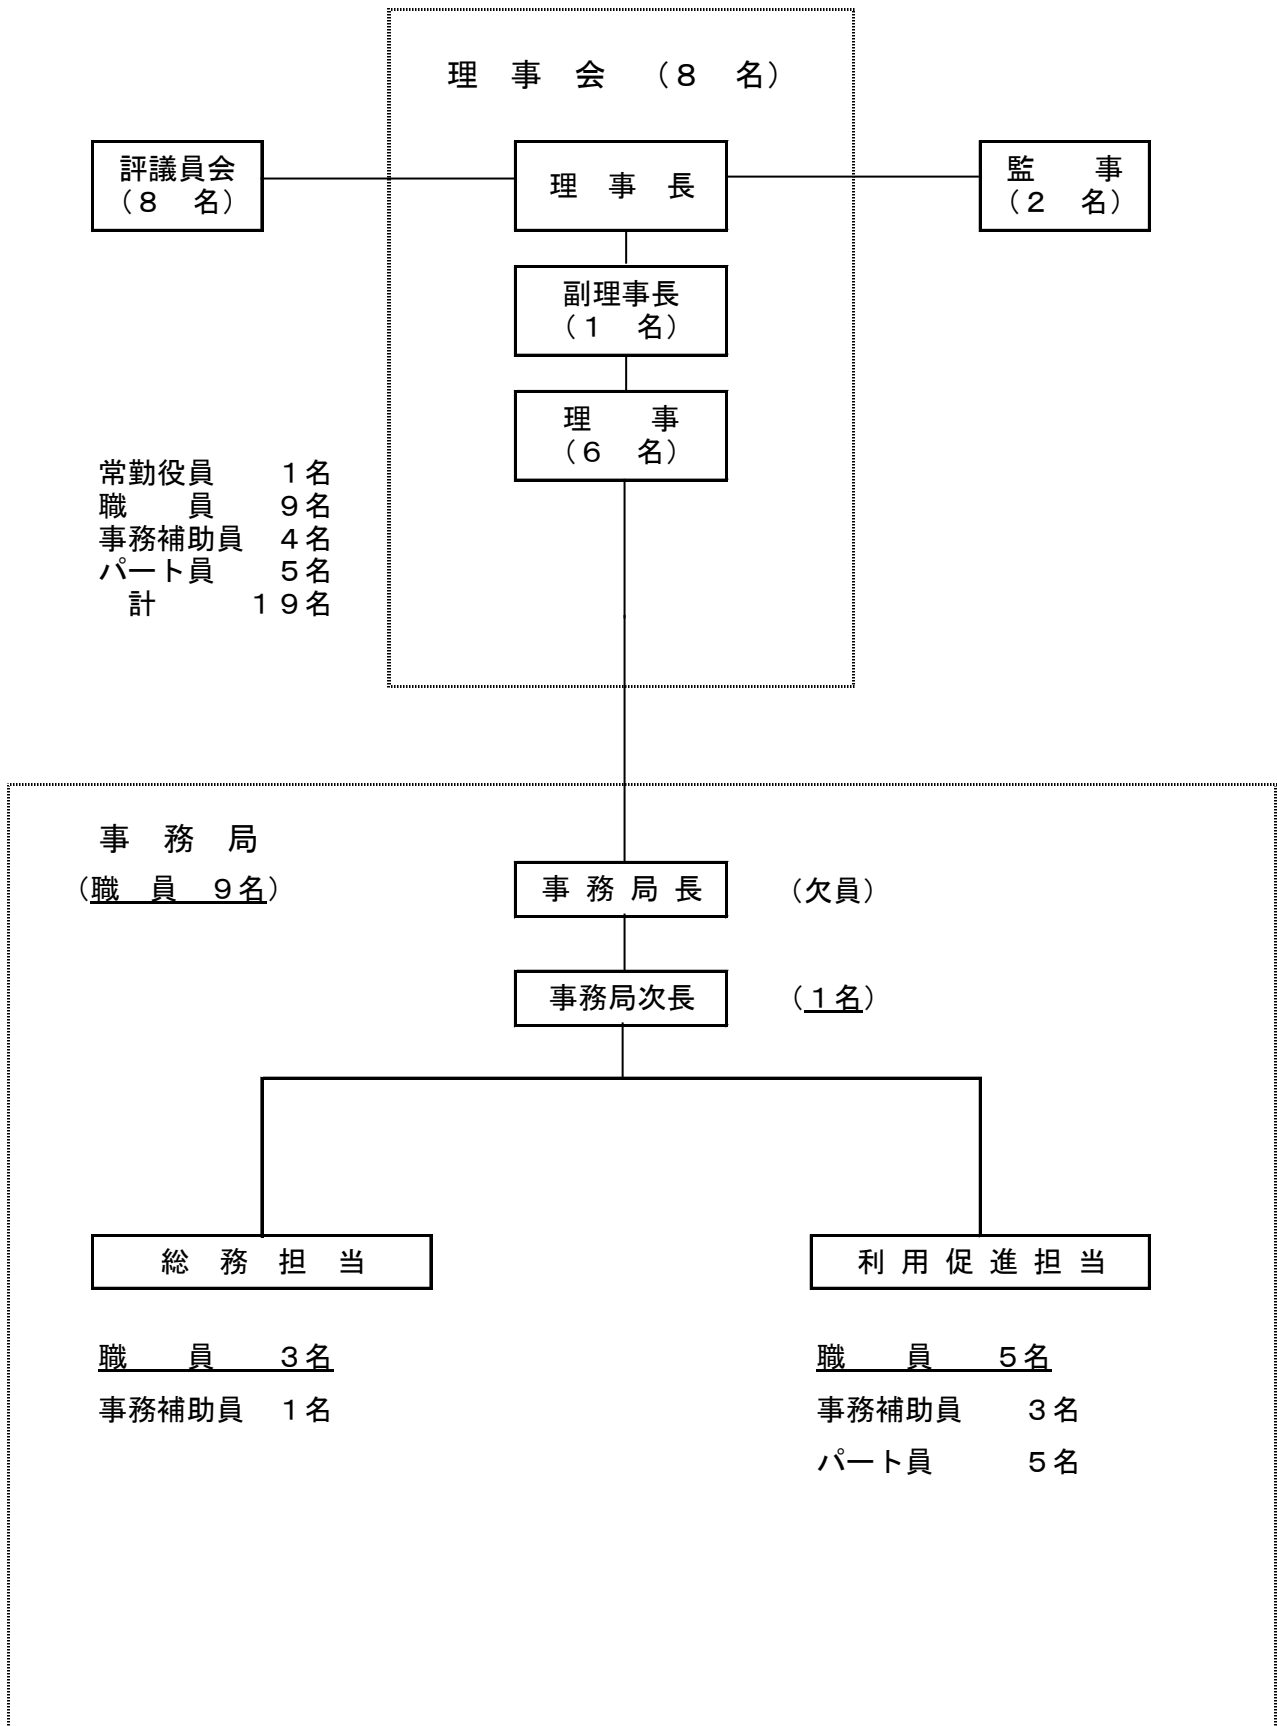 理　事　会　（８　名）
評議員会
（８　名）
理　事　長
監　　事
（２　名）
副理事長
（１　名）
理　　事
（６　名）
常勤役員　　１名
職　　員　　９名
事務補助員　４名
パート員　　５名
計　　　１９名
事　務　局
（職　員　９名）
事 務 局 長
（欠員）
事務局次長
（１名）
総　務　担　当
利 用 促 進 担 当
職　　員　　３名
事務補助員　１名
職　　員　　５名
事務補助員　　３名
パート員　　　５名